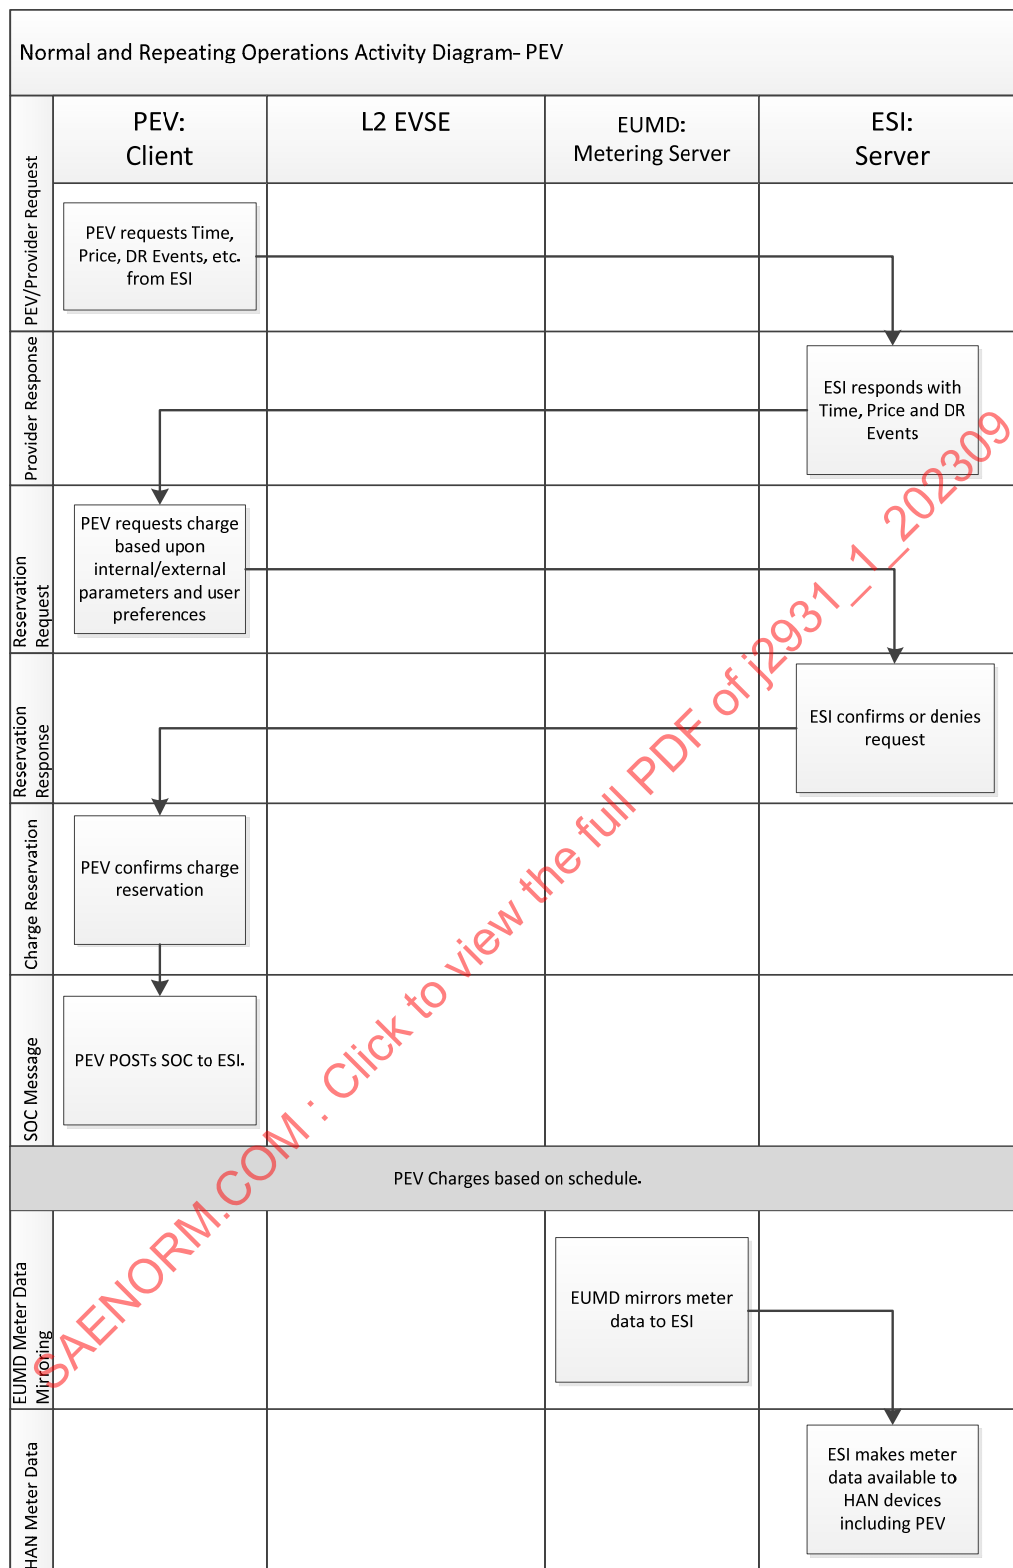 Normal and Repeating Operations Activity Diagram- PEV
PEV:
Client
L2 EVSE
EUMD:
Metering Server
ESI:
Server
PEV/Provider Request
PEV requests Time,
Price, DR Events, etc.
from ESI
Provider Response
ESI responds with
Time, Price and DR
Events
Reservation
Request
PEV requests charge
based upon
internal/external
parameters and user
preferences
Reservation
Response
ESI confirms or denies
request
Charge Reservation
PEV confirms charge
reservation
SOC Message
PEV POSTs SOC to ESI.
PEV Charges based on schedule.
EUMD Meter Data
Mirroring
EUMD mirrors meter
data to ESI
HAN Meter Data
ESI makes meter
data available to
HAN devices
including PEV
SAENORM.COM : Click to view the full PDF of j2931_1_202309